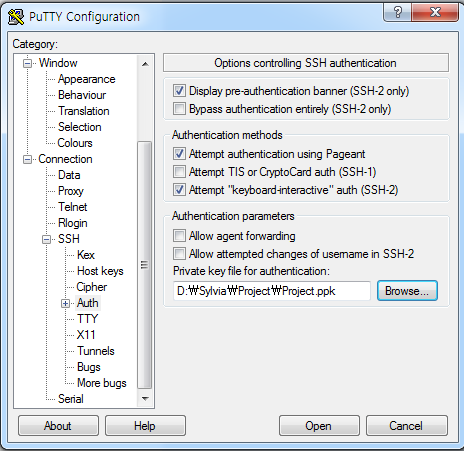 PuTTY Configuration
Category:
Window
Appearance
Behaviour
Translation
Selection
Colours
Connection
Data
Proxy
Telnet
Rlogin
SSH
Kex
Host keys
Cipher
Auth
TTY
X11
Tunnels
Bugs
More bugs
Serial
Options controlling SSH authentication
Display pre-authentication banner (SSH-2 only)
Bypass authentication entirely (SSH-2 only)
Authentication methods
Attempt authentication using Pageant
Attempt TIS or CryptoCard auth (SSH-1)
Attempt "keyboard-interactive" auth (SSH-2)
Authentication parameters
Allow agent forwarding
Allow attempted changes of username in SSH-2
Private key file for authentication:
D:₩Sylvia₩Project₩Project.ppk
Browse...
About
Help
Open
Cancel